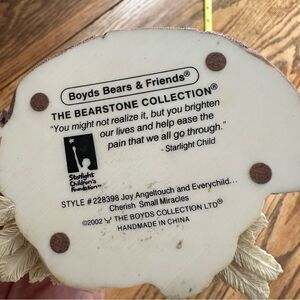 Boyds Bears & Friends®
THE BEARSTONE COLLECTION®
"You might not realize it, but you brighten
our lives and help ease the
pain that we all go through."
- Starlight Child
Starlight
Children's
Foundation™
STYLE #228398 Joy Angeltouch and Everychild...
Cherish Small Miracles
©2002 THE BOYDS COLLECTION LTD®
HANDMADE IN CHINA